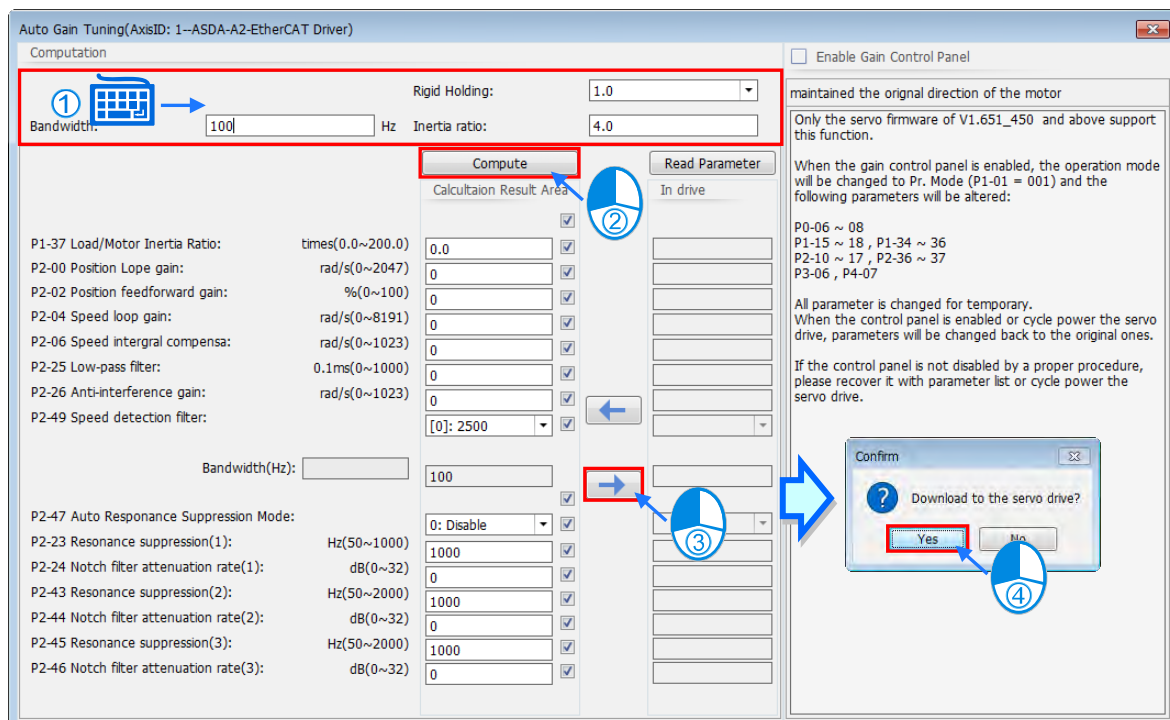 Auto Gain Tuning(AxisID: 1--ASDA-A2-EtherCAT Driver)
Computation
① Rigid Holding: 1.0
Bandwidth: 100 Hz Inertia ratio: 4.0
Compute Read Parameter
Calcultaion Result Area In drive
②
P1-37 Load/Motor Inertia Ratio: times(0.0~200.0) 0.0
P2-00 Position Lope gain: rad/s(0~2047) 0
P2-02 Position feedforward gain: %(0~100) 0
P2-04 Speed loop gain: rad/s(0~8191) 0
P2-06 Speed intergral compensa: rad/s(0~1023) 0
P2-25 Low-pass filter: 0.1ms(0~1000) 0
P2-26 Anti-interference gain: rad/s(0~1023) 0
P2-49 Speed detection filter: [0]: 2500
Bandwidth(Hz): 100
P2-47 Auto Responance Suppression Mode: 0: Disable
③
P2-23 Resonance suppression(1): Hz(50~1000) 1000
P2-24 Notch filter attenuation rate(1): dB(0~32) 0
P2-43 Resonance suppression(2): Hz(50~2000) 1000
P2-44 Notch filter attenuation rate(2): dB(0~32) 0
P2-45 Resonance suppression(3): Hz(50~2000) 1000
P2-46 Notch filter attenuation rate(3): dB(0~32) 0
Enable Gain Control Panel
maintained the orignal direction of the motor
Only the servo firmware of V1.651_450 and above support
this function.
When the gain control panel is enabled, the operation mode
will be changed to Pr. Mode (P1-01 = 001) and the
following parameters will be altered:
P0-06 ~ 08
P1-15 ~ 18 , P1-34 ~ 36
P2-10 ~ 17 , P2-36 ~ 37
P3-06 , P4-07
All parameter is changed for temporary.
When the control panel is enabled or cycle power the servo
drive, parameters will be changed back to the original ones.
If the control panel is not disabled by a proper procedure,
please recover it with parameter list or cycle power the
servo drive.
Confirm
? Download to the servo drive?
Yes No
④